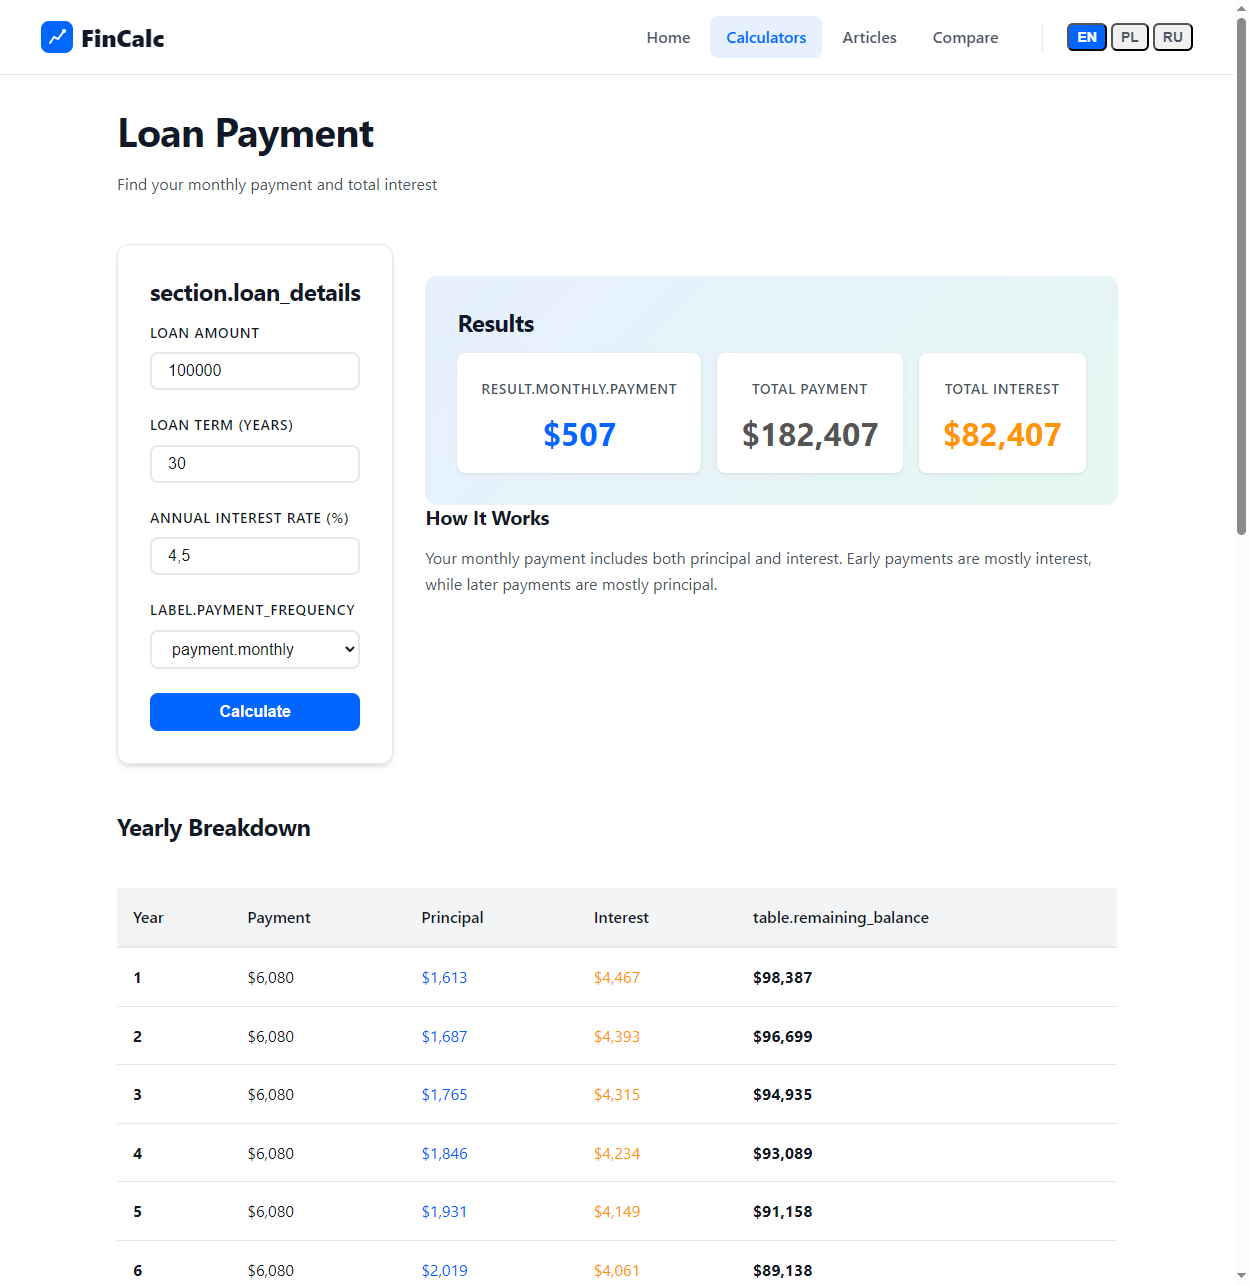 FinCalc
Home Calculators Articles Compare EN PL RU
Loan Payment
Find your monthly payment and total interest
section.loan_details
LOAN AMOUNT
100000
LOAN TERM (YEARS)
30
ANNUAL INTEREST RATE (%)
4,5
LABEL.PAYMENT_FREQUENCY
payment.monthly
Calculate
Results
RESULT.MONTHLY.PAYMENT
$507
TOTAL PAYMENT
$182,407
TOTAL INTEREST
$82,407
How It Works
Your monthly payment includes both principal and interest. Early payments are mostly interest,
while later payments are mostly principal.
Yearly Breakdown
Year Payment Principal Interest table.remaining_balance
1 $6,080 $1,613 $4,467 $98,387
2 $6,080 $1,687 $4,393 $96,699
3 $6,080 $1,765 $4,315 $94,935
4 $6,080 $1,846 $4,234 $93,089
5 $6,080 $1,931 $4,149 $91,158
6 $6,080 $2,019 $4,061 $89,138